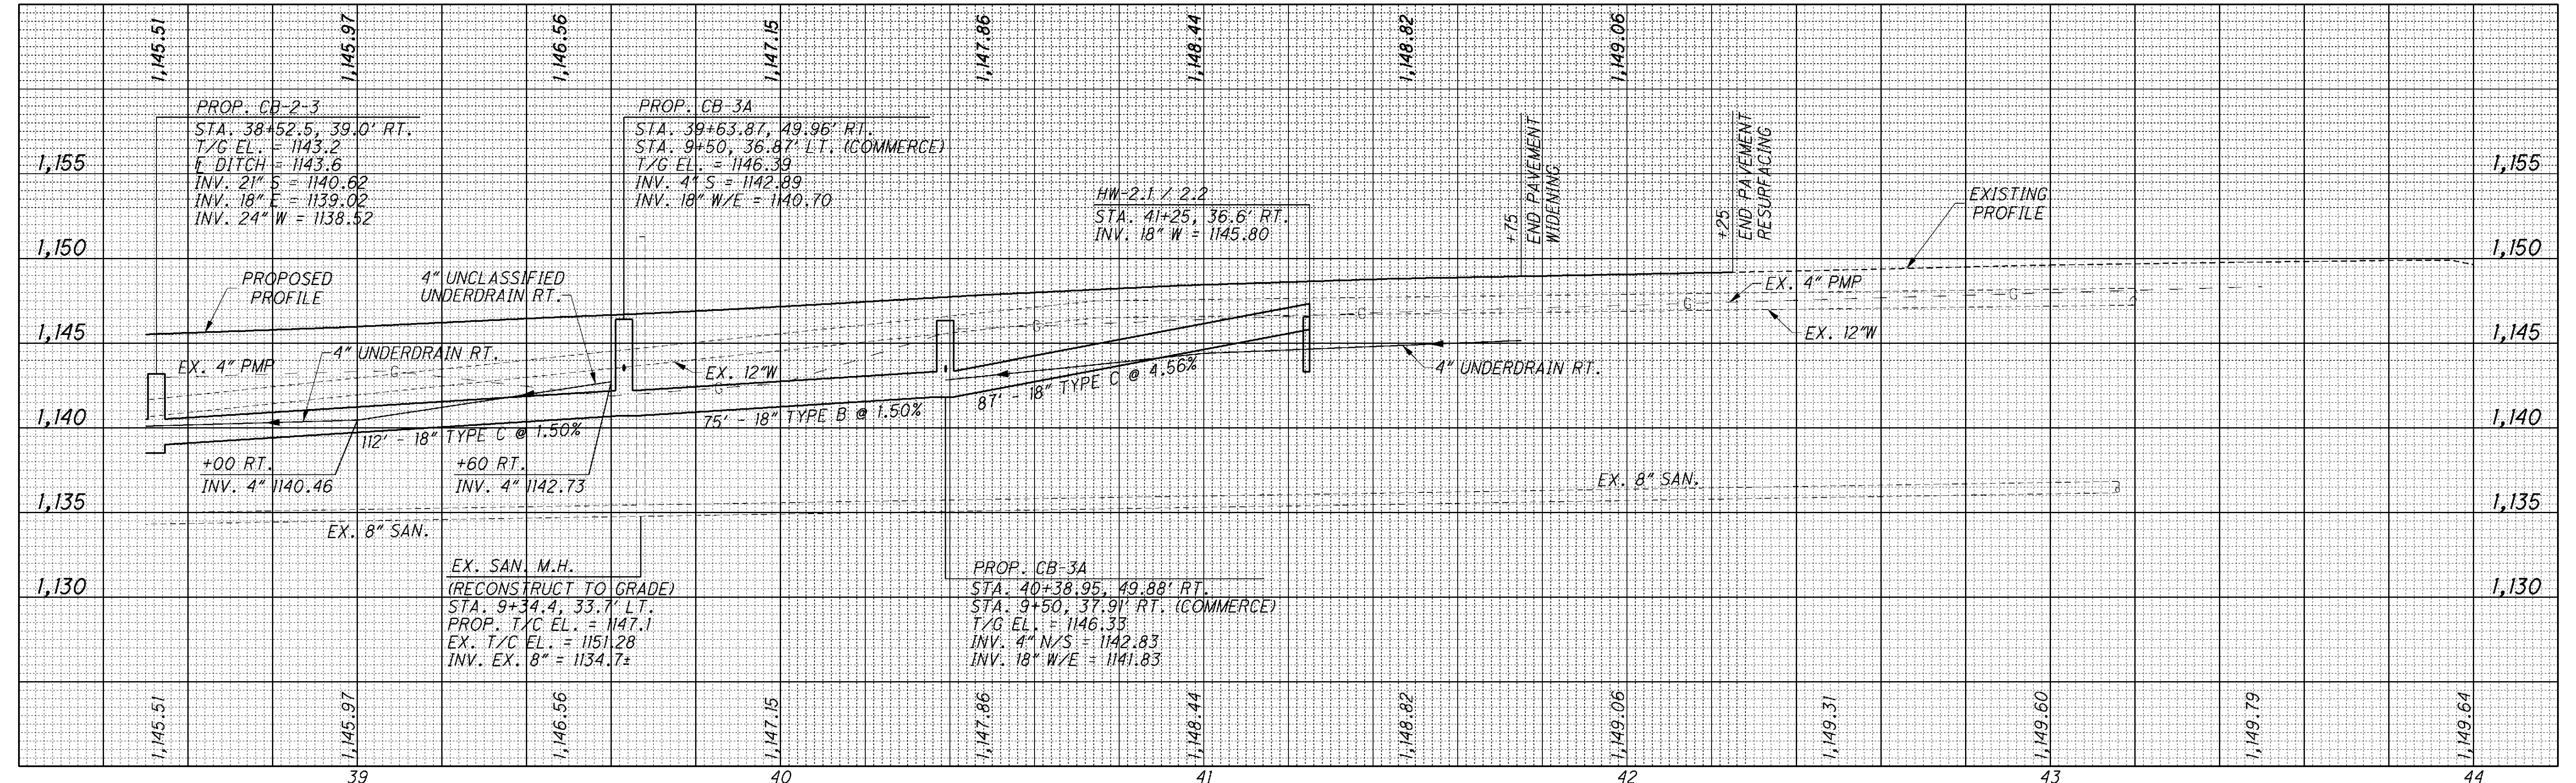 1,145.51
1,145.97
1,146.56
1,147.15
1,147.86
1,148.44
1,148.82
1,149.06
PROP. CB-2-3
STA. 38+52.5, 39.0' RT.
T/G EL. = 1143.2
℄ DITCH = 1143.6
INV. 21" S = 1140.62
INV. 18" E = 1139.02
INV. 24" W = 1138.52
PROP. CB-3A
STA. 39+63.87, 49.96' RT.
STA. 9+50, 36.87' LT. (COMMERCE)
T/G EL. = 1146.39
INV. 4" S = 1142.89
INV. 18" W/E = 1140.70
HW-2.1 / 2.2
STA. 41+25, 36.6' RT.
INV. 18" W = 1145.80
+75
END PAVEMENT
WIDENING
+25
END PAVEMENT
RESURFACING
EXISTING
PROFILE
1,155
1,155
1,150
1,150
PROPOSED
PROFILE
4" UNCLASSIFIED
UNDERDRAIN RT.
EX. 4" PMP
G
G
G
G
G
G
G
EX. 12"W
1,145
1,145
EX. 4" PMP
4" UNDERDRAIN RT.
EX. 12"W
4" UNDERDRAIN RT.
1,140
1,140
112' - 18" TYPE C @ 1.50%
75' - 18" TYPE B @ 1.50%
87' - 18" TYPE C @ 4.56%
+00 RT.
INV. 4" 1140.46
+60 RT.
INV. 4" 1142.73
1,135
1,135
EX. 8" SAN.
EX. 8" SAN.
EX. SAN. M.H.
(RECONSTRUCT TO GRADE)
STA. 9+34.4, 33.7' LT.
PROP. T/C EL. = 1147.1
EX. T/C EL. = 1151.28
INV. EX. 8" = 1134.7±
PROP. CB-3A
STA. 40+38.95, 49.88' RT.
STA. 9+50, 37.91' RT. (COMMERCE)
T/G EL. = 1146.33
INV. 4" N/S = 1142.83
INV. 18" W/E = 1141.83
1,130
1,130
1,145.51
1,145.97
1,146.56
1,147.15
1,147.86
1,148.44
1,148.82
1,149.06
1,149.31
1,149.60
1,149.79
1,149.64
39
40
41
42
43
44